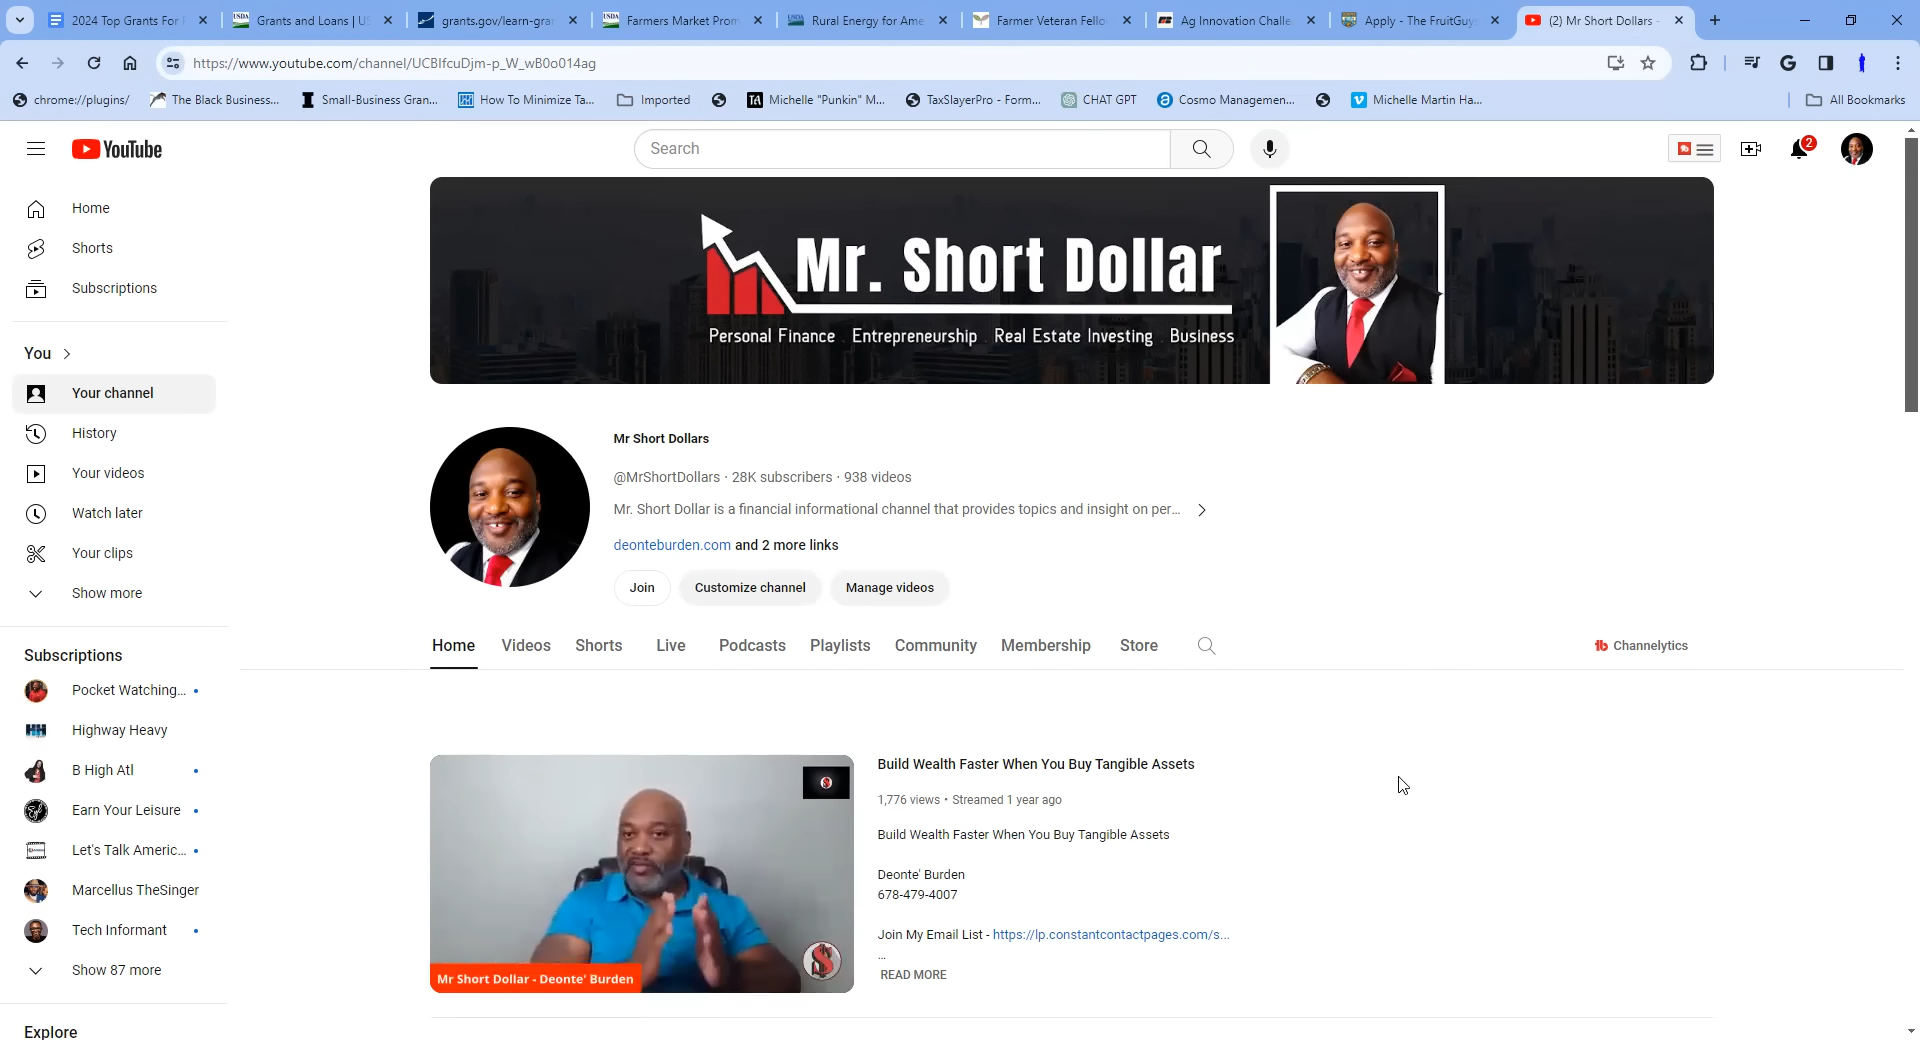 2024 Top Grants For
Grants and Loans | U
grants.gov/learn-gra
Farmers Market Prom
Rural Energy for Ame
Farmer Veteran Fello
Ag Innovation Challe
Apply - The FruitGuy
(2) Mr Short Dollars -
https://www.youtube.com/channel/UCBIfcuDjm-p_W_wB0o014ag
chrome://plugins/
The Black Business...
Small-Business Gran...
How To Minimize Ta...
Imported
Michelle "Punkin" M...
TaxSlayerPro - Form...
CHAT GPT
Cosmo Managemen...
Michelle Martin Ha...
All Bookmarks
YouTube
Search
2
Home
Shorts
Subscriptions
You
Your channel
History
Your videos
Watch later
Your clips
Show more
Subscriptions
Pocket Watching...
Highway Heavy
B High Atl
Earn Your Leisure
Let's Talk Americ...
Marcellus TheSinger
Tech Informant
Show 87 more
Explore
Mr. Short Dollar
Personal Finance Entrepreneurship Real Estate Investing Business
Mr Short Dollars
@MrShortDollars · 28K subscribers · 938 videos
Mr. Short Dollar is a financial informational channel that provides topics and insight on per...
deonteburden.com and 2 more links
Join
Customize channel
Manage videos
Home
Videos
Shorts
Live
Podcasts
Playlists
Community
Membership
Store
Channelytics
Mr Short Dollar - Deonte' Burden
Build Wealth Faster When You Buy Tangible Assets
1,776 views • Streamed 1 year ago
Build Wealth Faster When You Buy Tangible Assets
Deonte' Burden
678-479-4007
Join My Email List - https://lp.constantcontactpages.com/s...
...
READ MORE